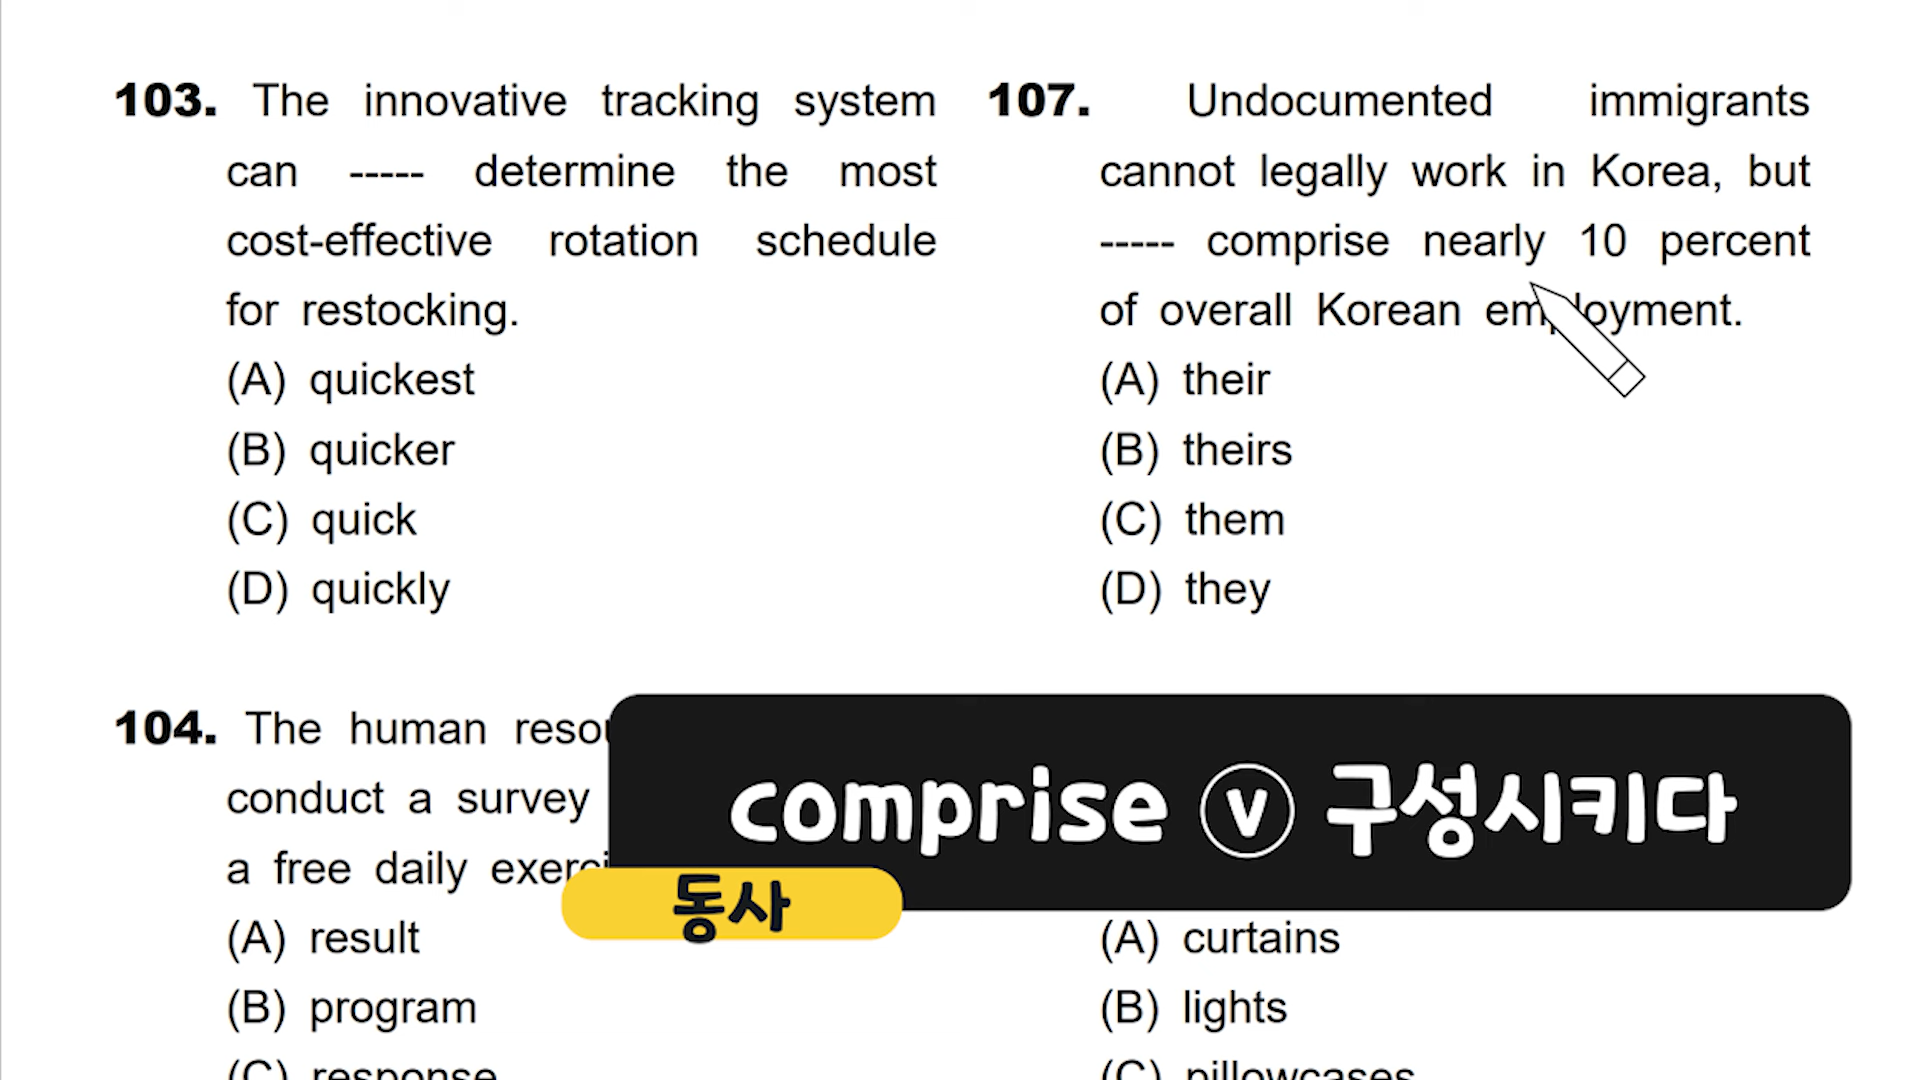 103. The innovative tracking system
can ----- determine the most
cost-effective rotation schedule
for restocking.
(A) quickest
(B) quicker
(C) quick
(D) quickly
104. The human
conduct a survey
a free daily
(A) result
(B) program
(C) response
107. Undocumented immigrants
cannot legally work in Korea, but
----- comprise nearly 10 percent
of overall Korean employment.
(A) their
(B) theirs
(C) them
(D) they
comprise ⓥ 구성시키다
동사
(A) curtains
(B) lights
(C) pillowcases